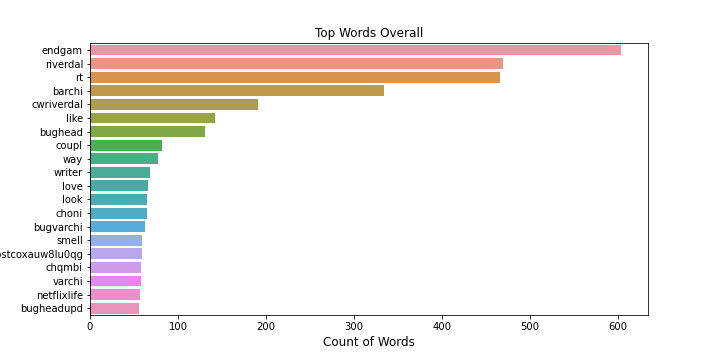 Top Words Overall
endgam
riverdal
rt
barchi
cwriverdal
like
bughead
coupl
way
writer
love
look
choni
bugvarchi
smell
chqmbi
varchi
netflixlife
bugheadupd
0 100 200 300 400 500 600
Count of Words